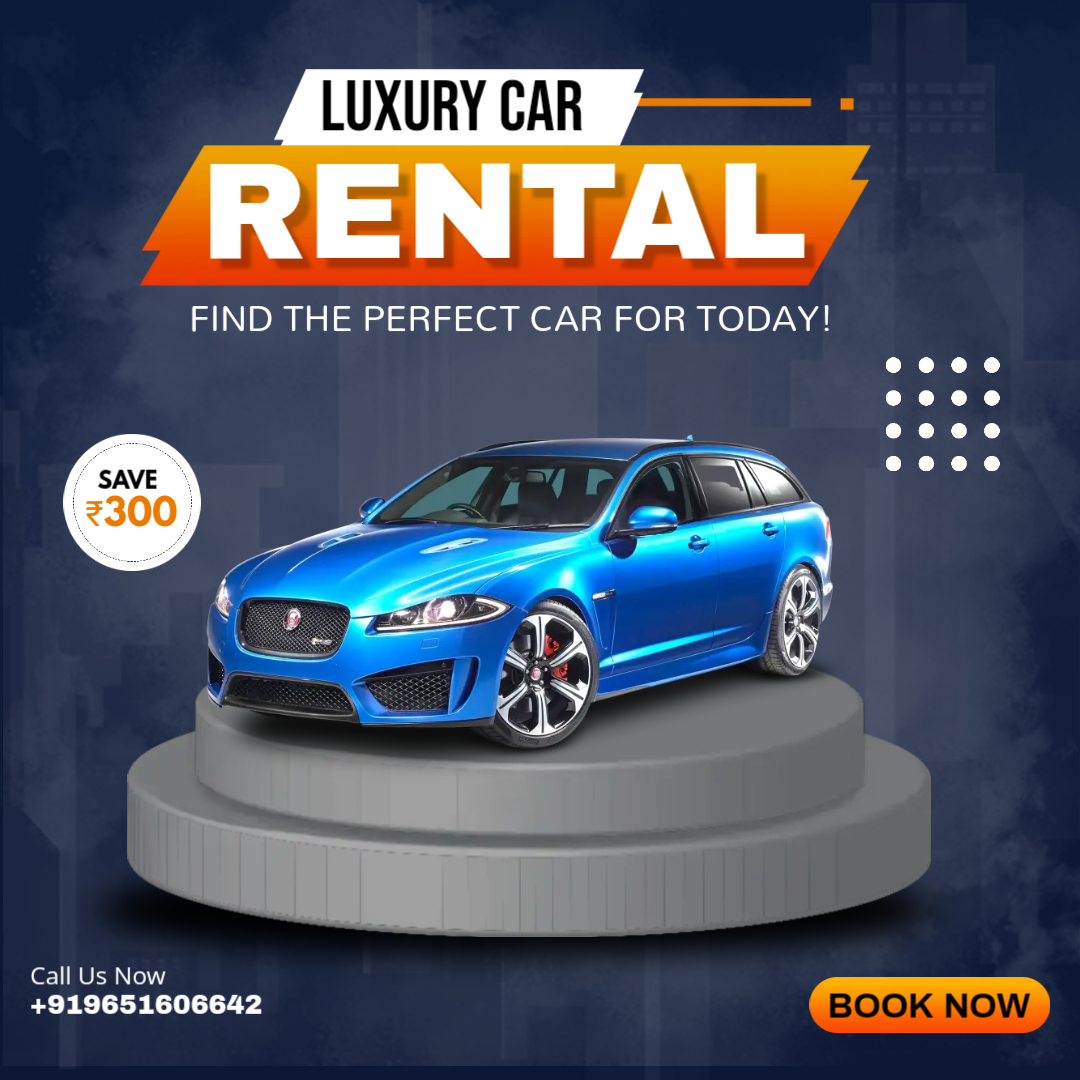 LUXURY CAR
RENTAL
FIND THE PERFECT CAR FOR TODAY!
SAVE
₹300
Call Us Now
+919651606642
BOOK NOW